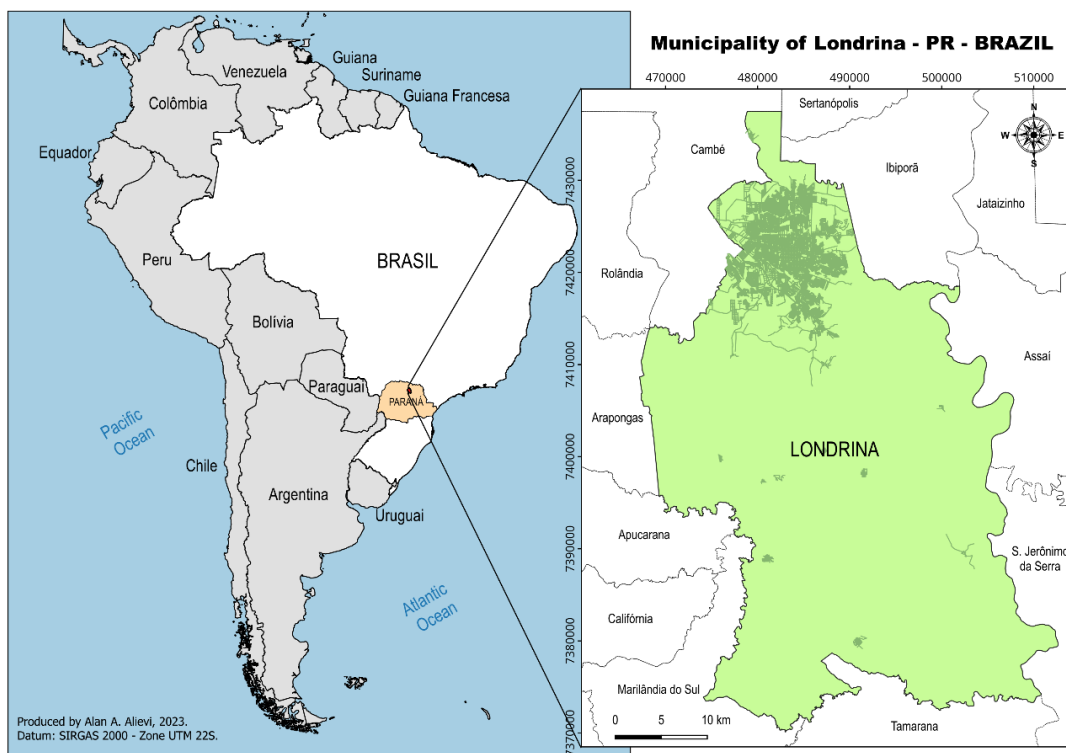 Municipality of Londrina - PR - BRAZIL
470000
480000
490000
500000
510000
Guiana
Suriname
Guiana Francesa
Venezuela
Colômbia
Equador
Peru
BRASIL
Bolívia
Paraguai
PARANÁ
Chile
Argentina
Uruguai
Pacific
Ocean
Atlantic
Ocean
Produced by Alan A. Alievi, 2023.
Datum: SIRGAS 2000 - Zone UTM 22S.
7430000
7420000
7410000
7400000
7390000
7380000
7370000
Sertanópolis
N
W
E
S
Cambé
Ibiporã
Jataizinho
Rolândia
Assaí
Arapongas
LONDRINA
Apucarana
S. Jerônimo
da Serra
Califórnia
Marilândia do Sul
Tamarana
0
5
10 km